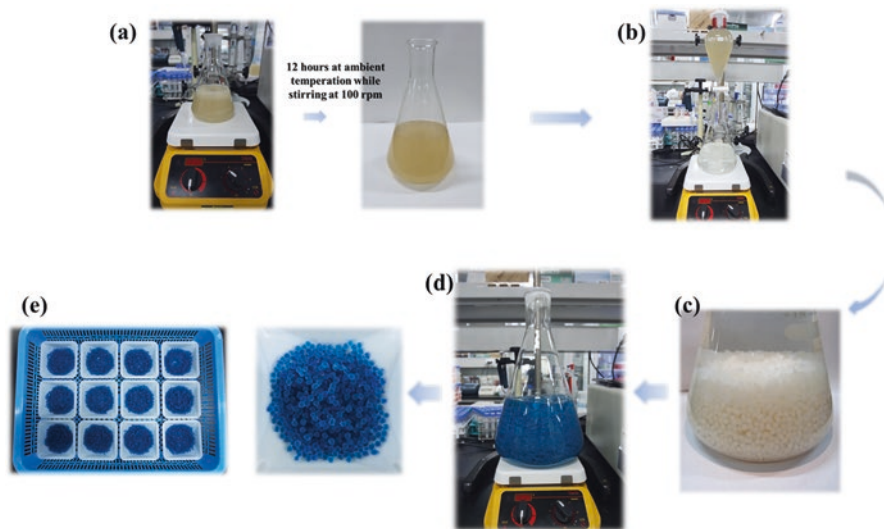 (a)
12 hours at ambient
temperation while
stirring at 100 rpm
(b)
(c)
(d)
(e)